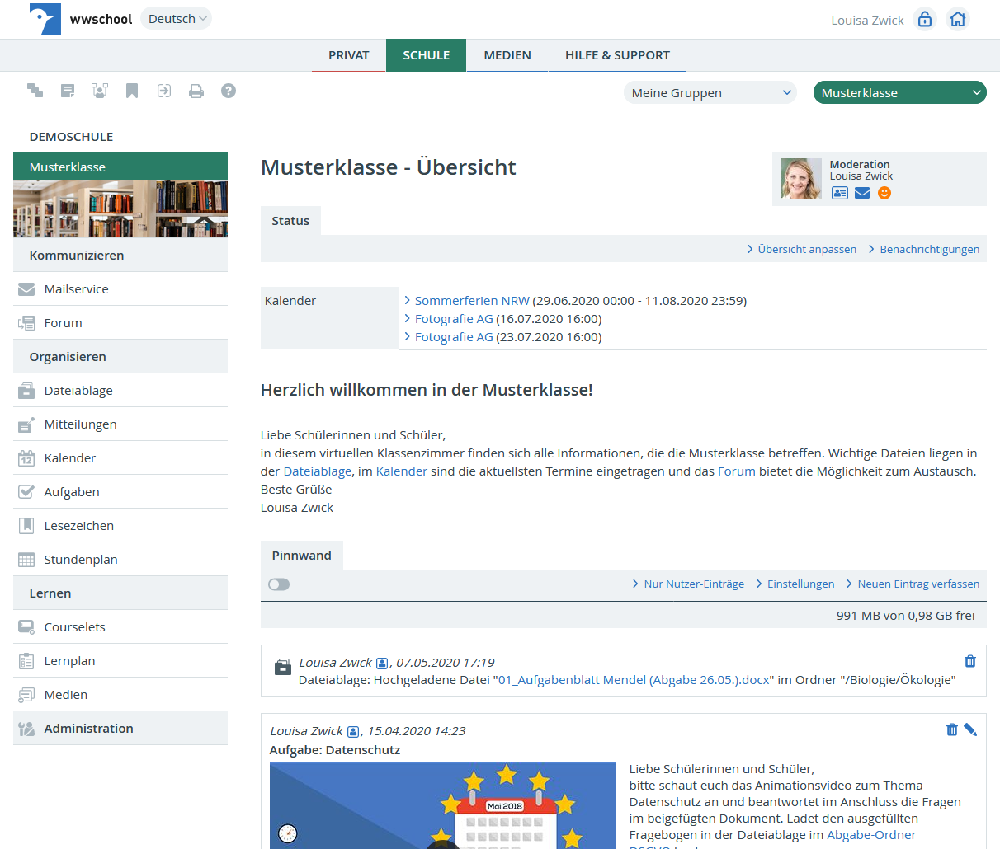 wwschool Deutsch
Louisa Zwick
PRIVAT SCHULE MEDIEN HILFE & SUPPORT
Meine Gruppen Musterklasse
DEMOSCHULE
Musterklasse
Kommunizieren
Mailservice
Forum
Organisieren
Dateiablage
Mitteilungen
12
Kalender
Aufgaben
Lesezeichen
Stundenplan
Lernen
Courselets
Lernplan
Medien
Administration
Musterklasse - Übersicht
Moderation
Louisa Zwick
Status
Übersicht anpassen Benachrichtigungen
Kalender
Sommerferien NRW (29.06.2020 00:00 - 11.08.2020 23:59)
Fotografie AG (16.07.2020 16:00)
Fotografie AG (23.07.2020 16:00)
Herzlich willkommen in der Musterklasse!
Liebe Schülerinnen und Schüler,
in diesem virtuellen Klassenzimmer finden sich alle Informationen, die die Musterklasse betreffen. Wichtige Dateien liegen in
der Dateiablage, im Kalender sind die aktuellsten Termine eingetragen und das Forum bietet die Möglichkeit zum Austausch.
Beste Grüße
Louisa Zwick
Pinnwand
Nur Nutzer-Einträge Einstellungen Neuen Eintrag verfassen
991 MB von 0,98 GB frei
Louisa Zwick , 07.05.2020 17:19
Dateiablage: Hochgeladene Datei "01_Aufgabenblatt Mendel (Abgabe 26.05.).docx" im Ordner "/Biologie/Ökologie"
Louisa Zwick , 15.04.2020 14:23
Aufgabe: Datenschutz
Mai 2018
Liebe Schülerinnen und Schüler,
bitte schaut euch das Animationsvideo zum Thema
Datenschutz an und beantwortet im Anschluss die Fragen
im beigefügten Dokument. Ladet den ausgefüllten
Fragebogen in der Dateiablage im Abgabe-Ordner